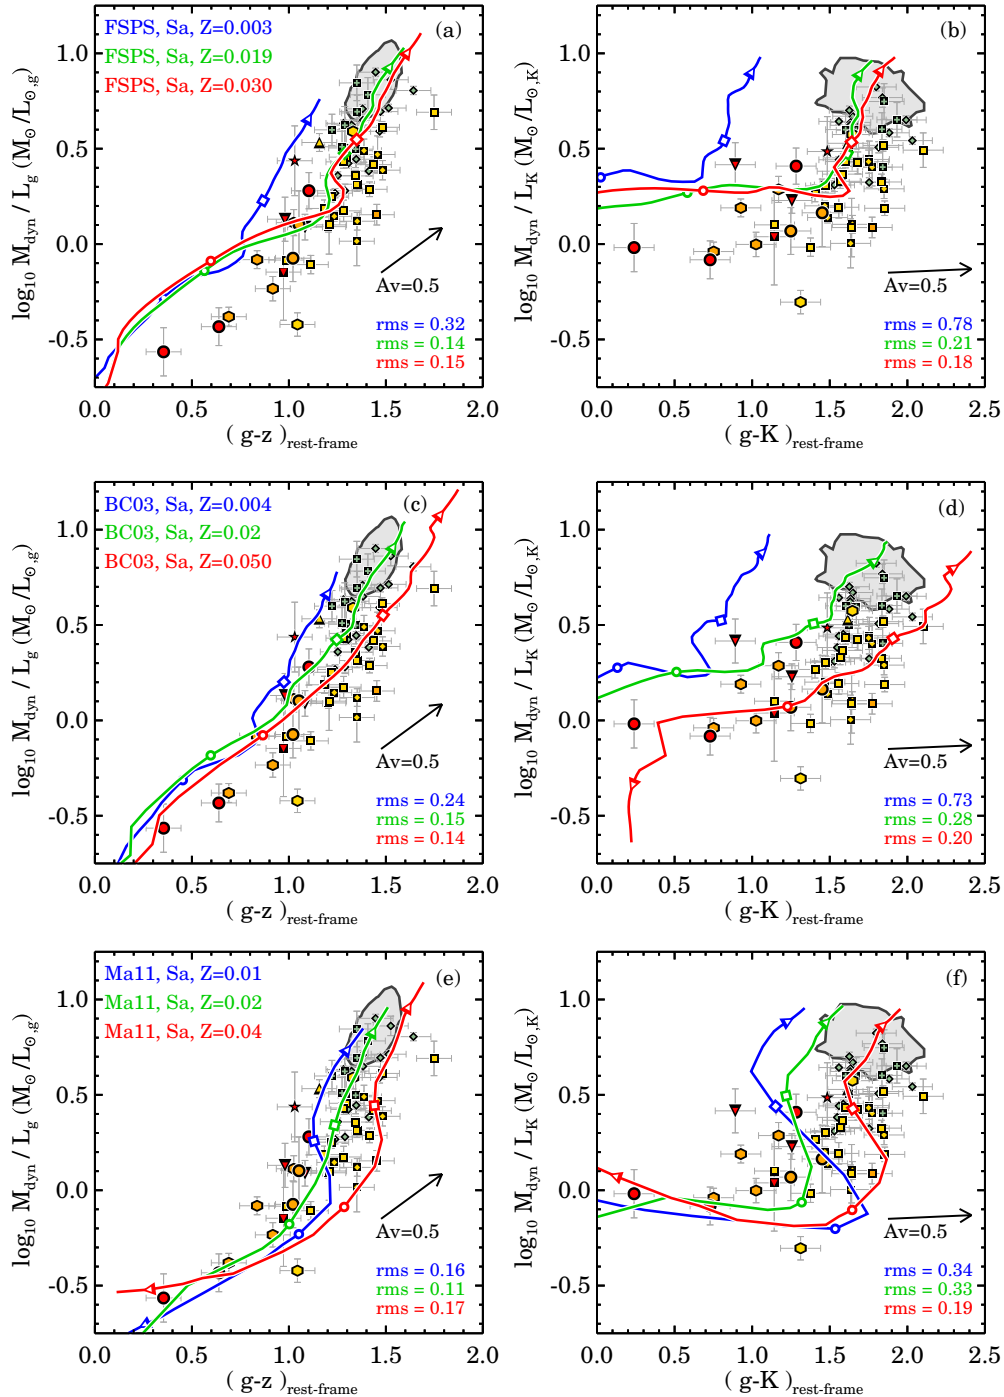 FSPS, Sa, Z=0.003
FSPS, Sa, Z=0.019
FSPS, Sa, Z=0.030
(a)
log10 Mdyn / Lg (M⊙/L⊙,g)
1.0
0.5
0.0
-0.5
Av=0.5
rms = 0.32
rms = 0.14
rms = 0.15
0.0 0.5 1.0 1.5 2.0
( g-z )rest-frame
(b)
log10 Mdyn / LK (M⊙/L⊙,K)
1.0
0.5
0.0
-0.5
Av=0.5
rms = 0.78
rms = 0.21
rms = 0.18
0.0 0.5 1.0 1.5 2.0 2.5
( g-K )rest-frame
BC03, Sa, Z=0.004
BC03, Sa, Z=0.02
BC03, Sa, Z=0.050
(c)
log10 Mdyn / Lg (M⊙/L⊙,g)
1.0
0.5
0.0
-0.5
Av=0.5
rms = 0.24
rms = 0.15
rms = 0.14
0.0 0.5 1.0 1.5 2.0
( g-z )rest-frame
(d)
log10 Mdyn / LK (M⊙/L⊙,K)
1.0
0.5
0.0
-0.5
Av=0.5
rms = 0.73
rms = 0.28
rms = 0.20
0.0 0.5 1.0 1.5 2.0 2.5
( g-K )rest-frame
Ma11, Sa, Z=0.01
Ma11, Sa, Z=0.02
Ma11, Sa, Z=0.04
(e)
log10 Mdyn / Lg (M⊙/L⊙,g)
1.0
0.5
0.0
-0.5
Av=0.5
rms = 0.16
rms = 0.11
rms = 0.17
0.0 0.5 1.0 1.5 2.0
( g-z )rest-frame
(f)
log10 Mdyn / LK (M⊙/L⊙,K)
1.0
0.5
0.0
-0.5
Av=0.5
rms = 0.34
rms = 0.33
rms = 0.19
0.0 0.5 1.0 1.5 2.0 2.5
( g-K )rest-frame